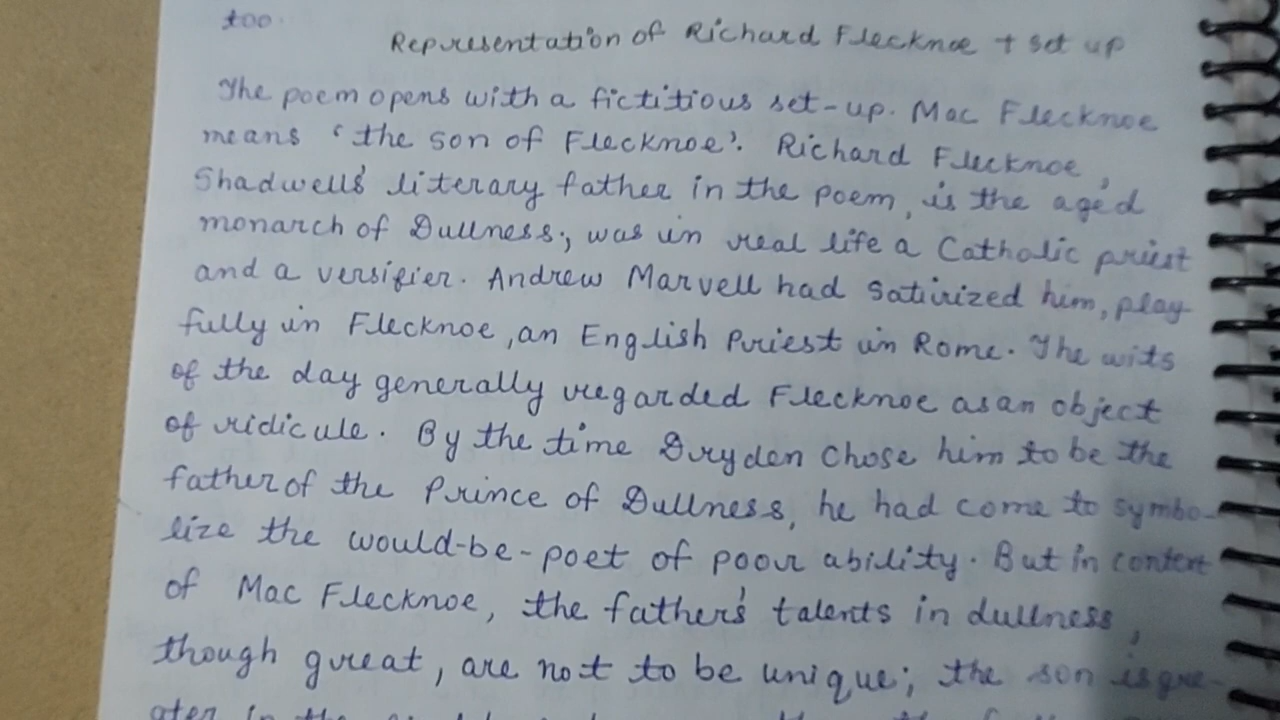 too.
Representation of Richard Flecknoe + set up
The poem opens with a fictitious set-up. Mac Flecknoe
means 'the son of Flecknoe'. Richard Flecknoe,
Shadwell's literary father in the poem, is the aged
monarch of Dullness; was in real life a Catholic priest
and a versifier. Andrew Marvell had satirized him, play-
fully in Flecknoe, an English Priest in Rome. The wits
of the day generally regarded Flecknoe as an object
of ridicule. By the time Dryden chose him to be the
father of the Prince of Dullness, he had come to symbo-
lize the would-be-poet of poor ability. But in context
of Mac Flecknoe, the father's talents in dullness,
though great, are not to be unique; the son is gre-
ater in the